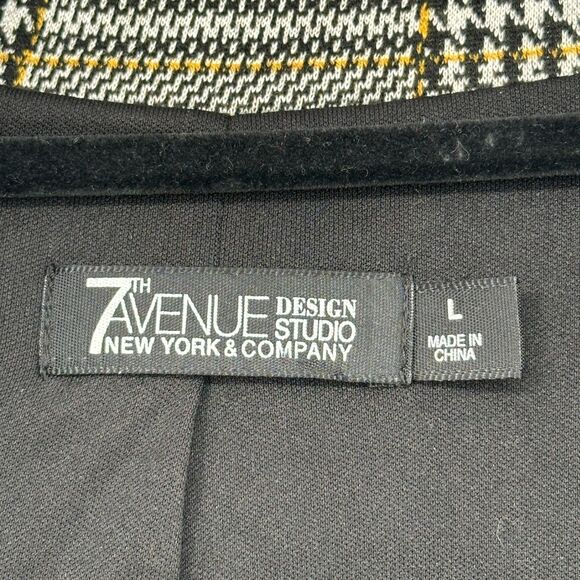 7TH AVENUE DESIGN STUDIO
NEW YORK & COMPANY
L
MADE IN
CHINA